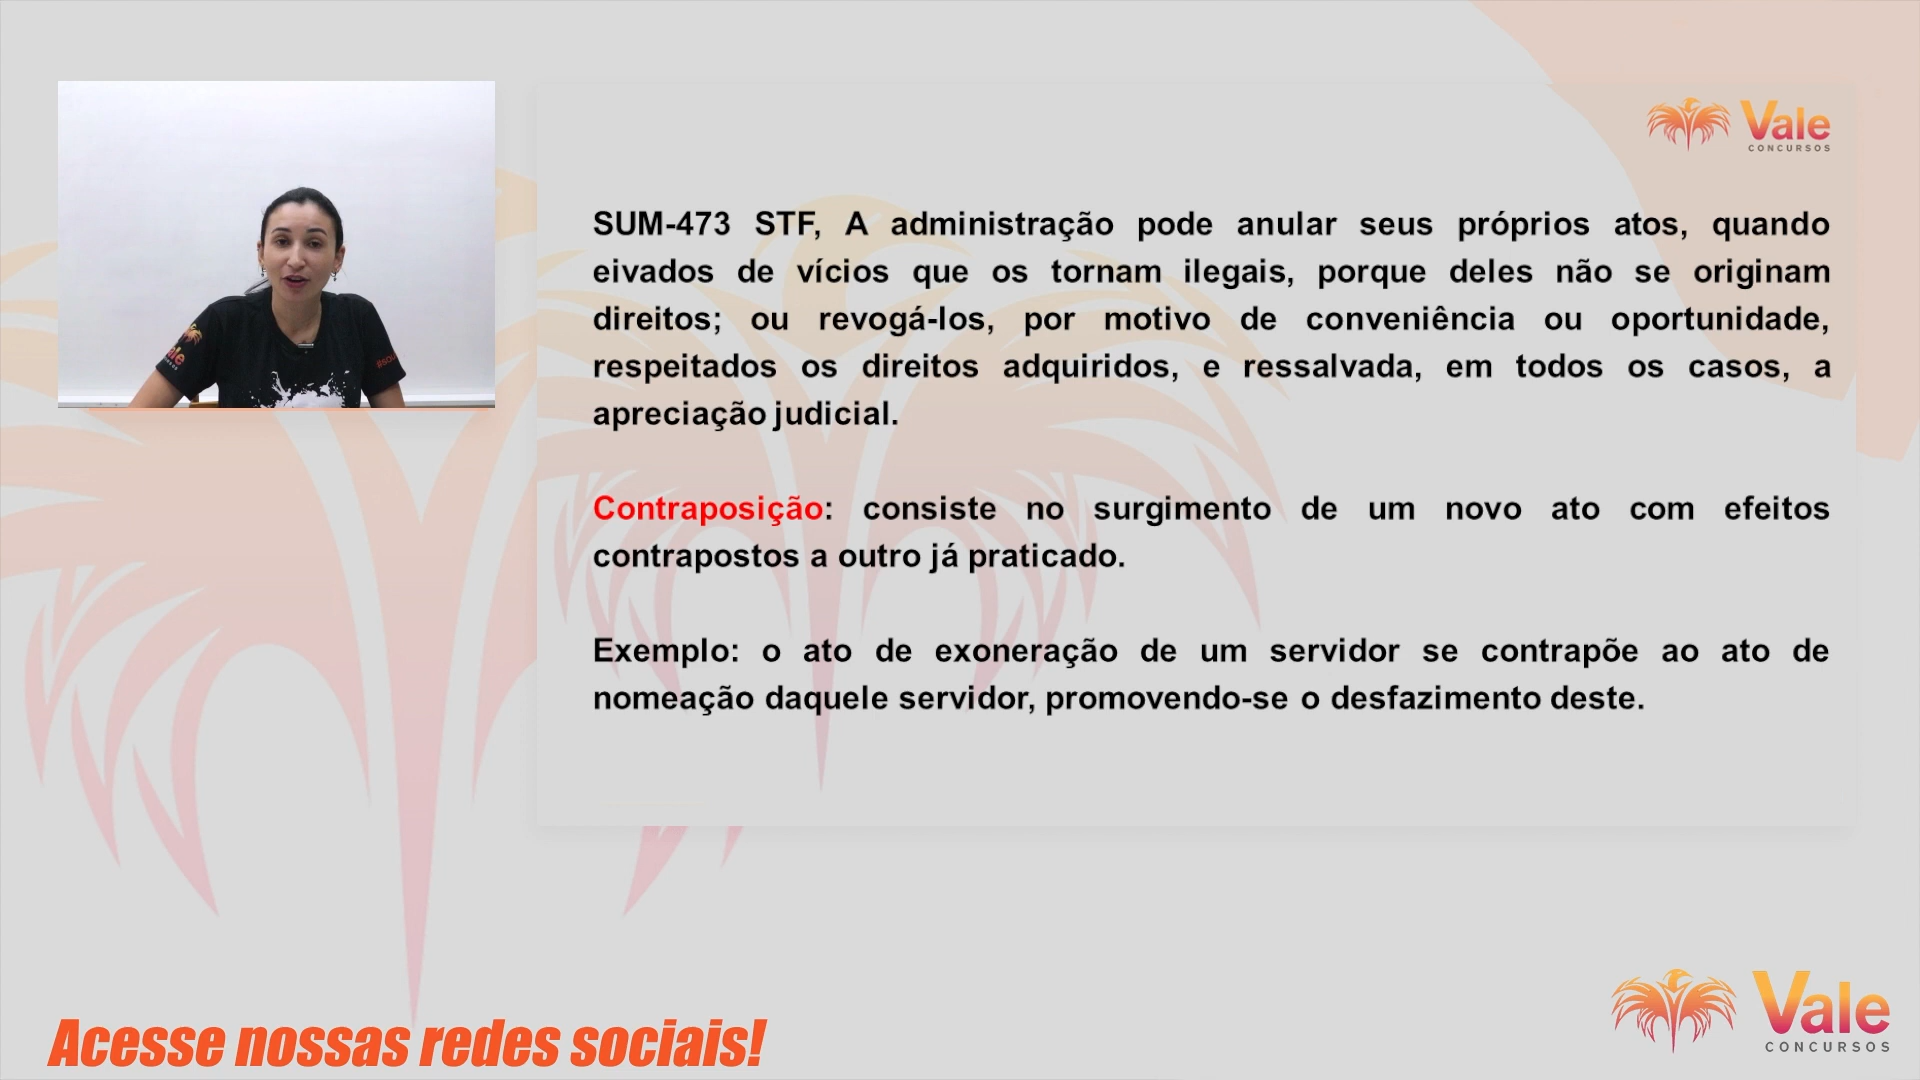 Vale
CONCURSOS
SUM-473 STF, A administração pode anular seus próprios atos, quando
eivados de vícios que os tornam ilegais, porque deles não se originam
direitos; ou revogá-los, por motivo de conveniência ou oportunidade,
respeitados os direitos adquiridos, e ressalvada, em todos os casos, a
apreciação judicial.
Contraposição: consiste no surgimento de um novo ato com efeitos
contrapostos a outro já praticado.
Exemplo: o ato de exoneração de um servidor se contrapõe ao ato de
nomeação daquele servidor, promovendo-se o desfazimento deste.
Acesse nossas redes sociais!
Vale
CONCURSOS